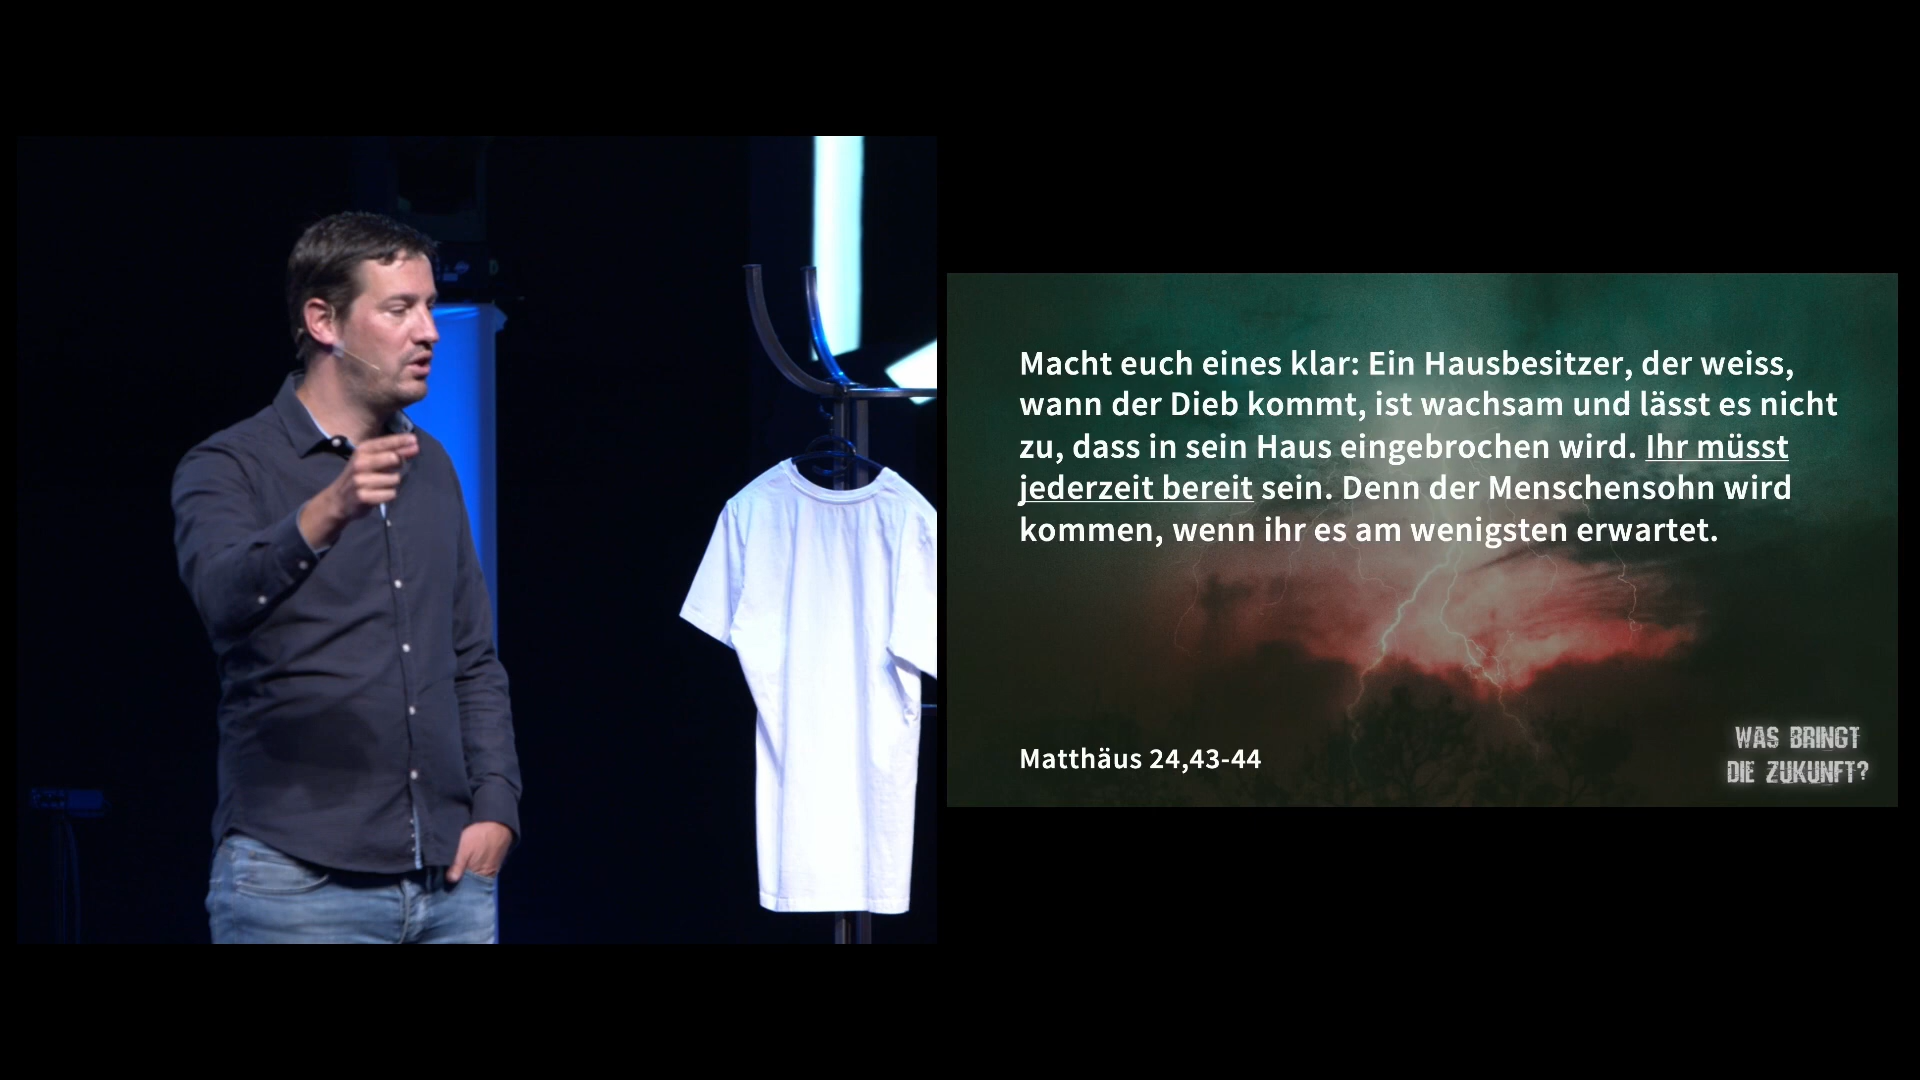 Macht euch eines klar: Ein Hausbesitzer, der weiss,
wann der Dieb kommt, ist wachsam und lässt es nicht
zu, dass in sein Haus eingebrochen wird. Ihr müsst
jederzeit bereit sein. Denn der Menschensohn wird
kommen, wenn ihr es am wenigsten erwartet.
Matthäus 24,43-44
WAS BRINGT
DIE ZUKUNFT?